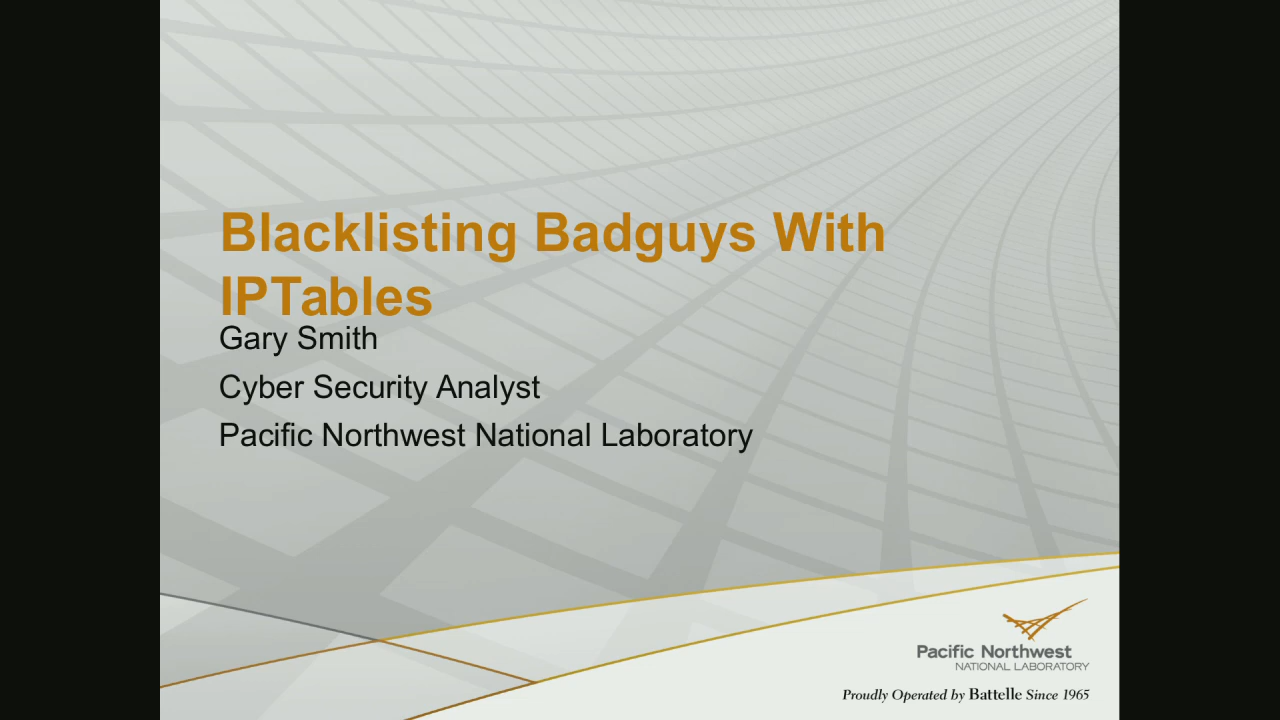 Blacklisting Badguys With
IPTables
Gary Smith
Cyber Security Analyst
Pacific Northwest National Laboratory
Pacific Northwest
NATIONAL LABORATORY
Proudly Operated by Battelle Since 1965